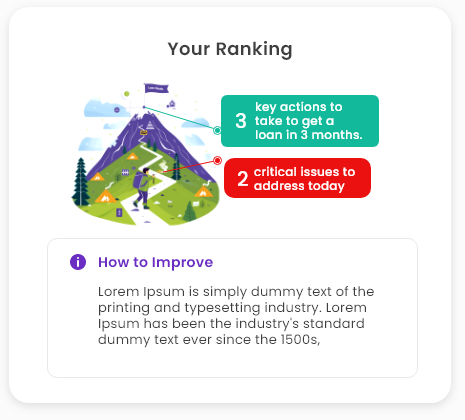 Your Ranking
3
key actions to
take to get a
loan in 3 months.
2
critical issues to
address today
How to Improve
Lorem Ipsum is simply dummy text of the
printing and typesetting industry. Lorem
Ipsum has been the industry's standard
dummy text ever since the 1500s,